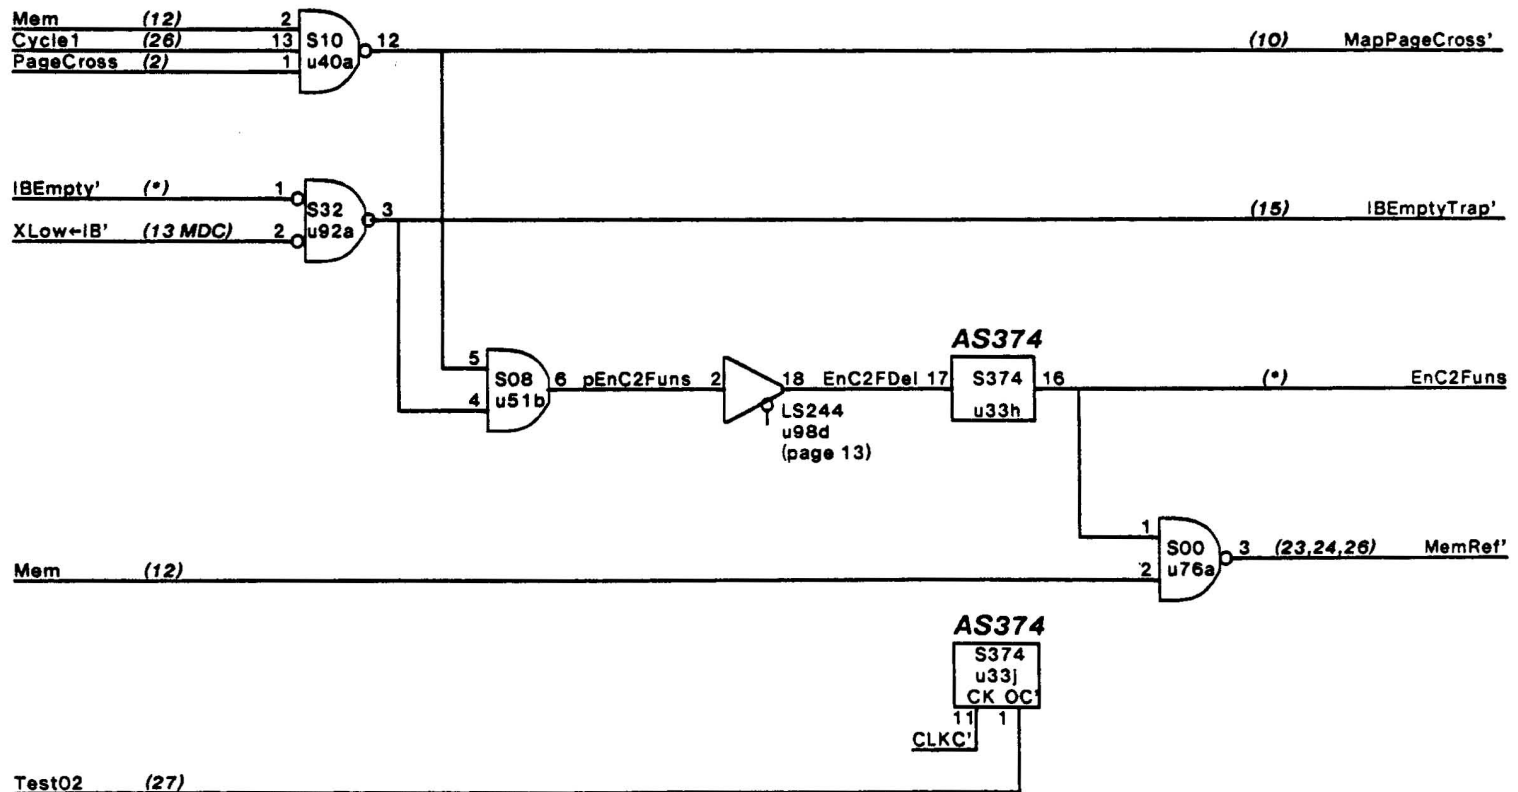 Mem (12) 2
Cycle1 (26) 13 S10 12 (10) MapPageCross'
PageCross (2) 1 u40a
IBEmpty' (*) 1
S32 3 (15) IBEmptyTrap'
XLow←IB' (13 MDC) 2 u92a
AS374
5 S08 6 pEnC2Funs 2 18 EnC2FDel 17 S374 16 (*) EnC2Funs
4 u51b LS244 u33h
u98d
(page 13)
1
S00 3 (23,24,26) MemRef'
Mem (12) 2 u76a
AS374
S374
u33j
CK OC'
11 1
CLKC'
Test02 (27)